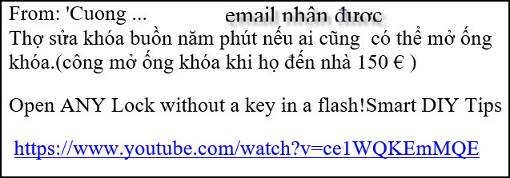 From: 'Cuong ... email nhân được
Thợ sửa khóa buồn năm phút nếu ai cũng có thể mở ống
khóa.(công mở ống khóa khi họ đến nhà 150 € )
Open ANY Lock without a key in a flash!Smart DIY Tips
https://www.youtube.com/watch?v=ce1WQKEmMQE